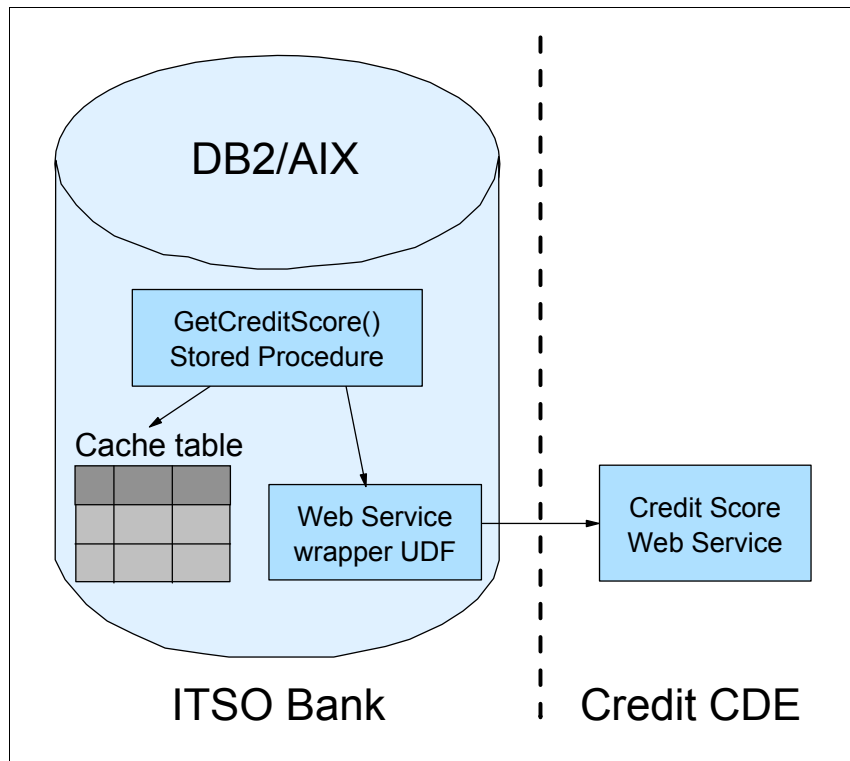 DB2/AIX
GetCreditScore()
Stored Procedure
Cache table
Web Service
wrapper UDF
Credit Score
Web Service
ITSO Bank
Credit CDE